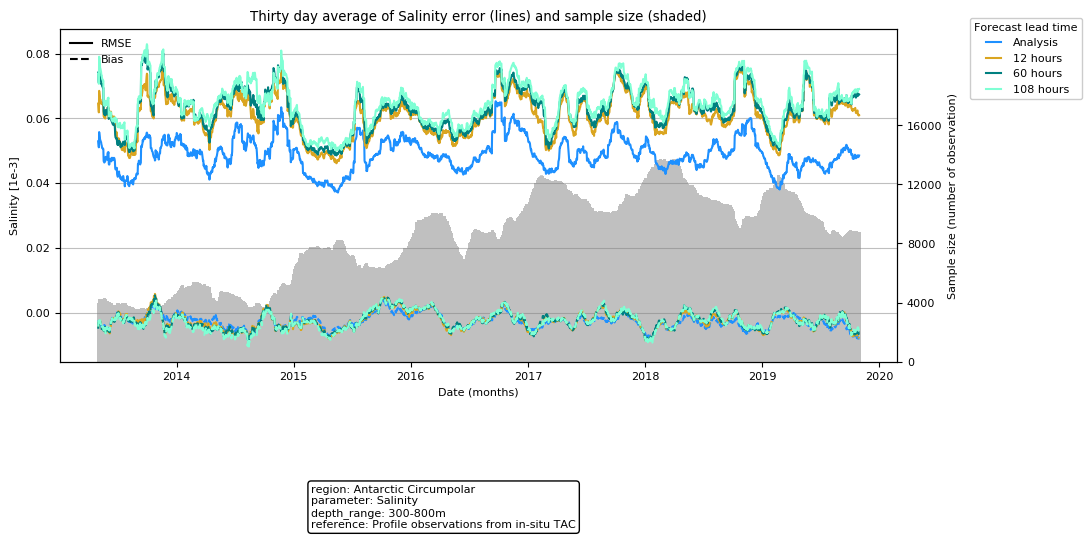 Thirty day average of Salinity error (lines) and sample size (shaded)
RMSE
Bias
Forecast lead time
Analysis
12 hours
60 hours
108 hours
0.08
0.06
0.04
0.02
0.00
Salinity [1e-3]
16000
12000
8000
4000
0
Sample size (number of observation)
2014
2015
2016
2017
2018
2019
2020
Date (months)
region: Antarctic Circumpolar
parameter: Salinity
depth_range: 300-800m
reference: Profile observations from in-situ TAC